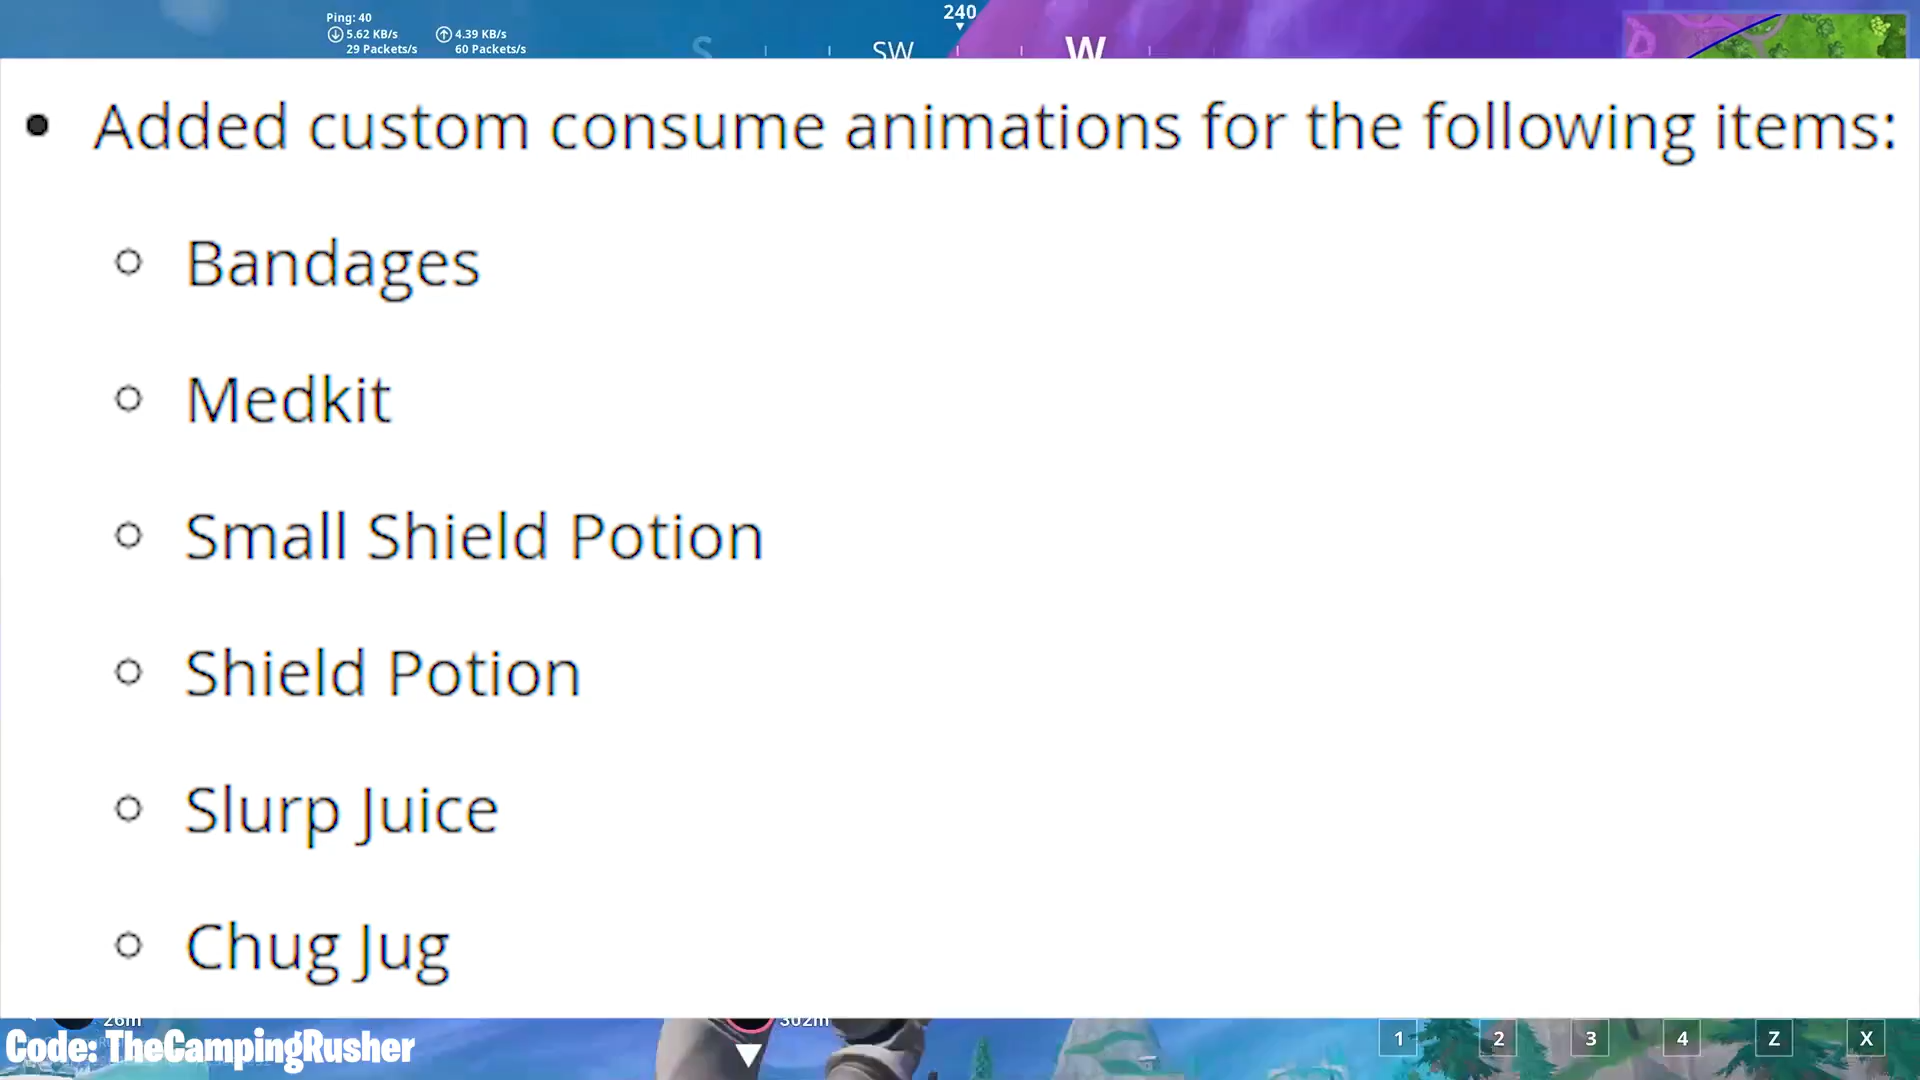 Ping: 40
5.62 KB/s 4.39 KB/s
29 Packets/s 60 Packets/s
240
S SW W
• Added custom consume animations for the following items:
○ Bandages
○ Medkit
○ Small Shield Potion
○ Shield Potion
○ Slurp Juice
○ Chug Jug
26m 302m
Code: TheCampingRusher
1 2 3 4 Z X